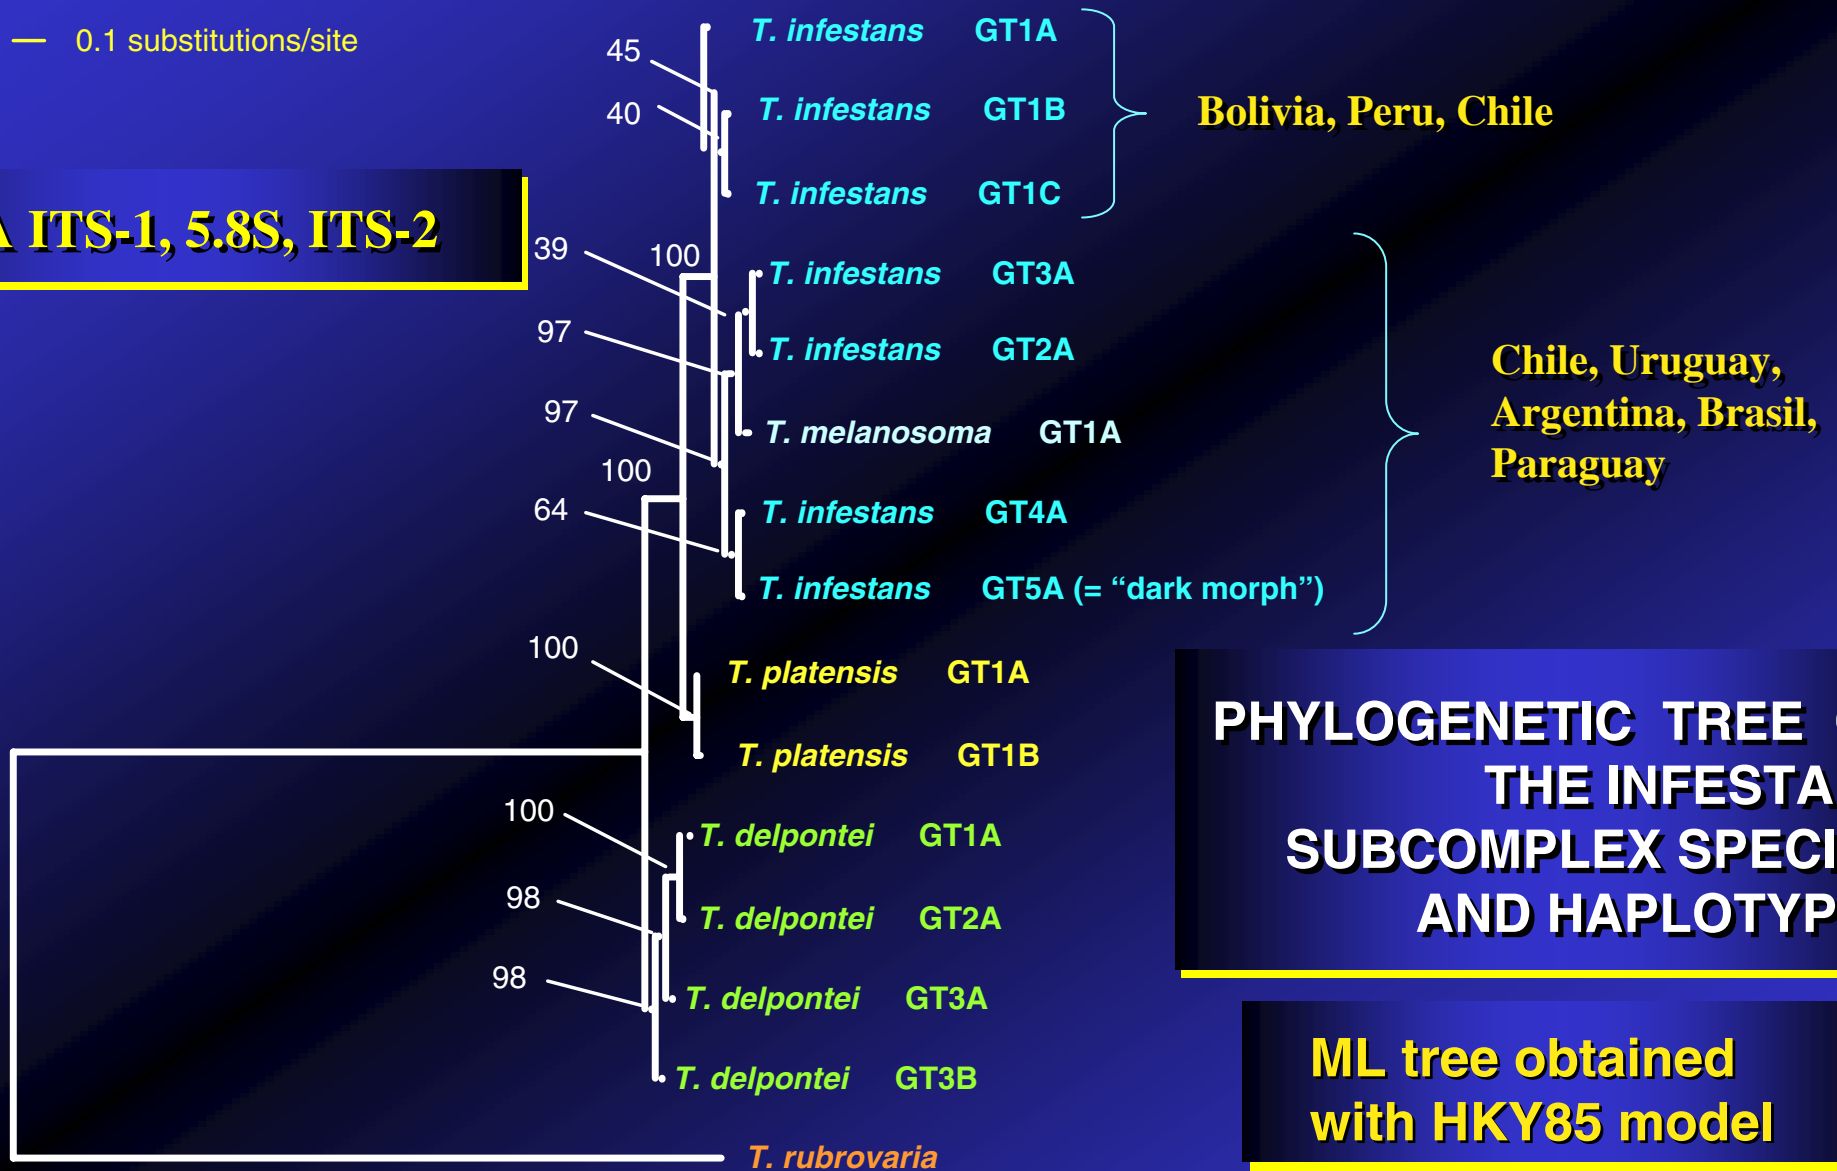 0.1 substitutions/site
45
T. infestans GT1A
40
T. infestans GT1B
Bolivia, Peru, Chile
T. infestans GT1C
ITS-1, 5.8S, ITS-2
39
100
T. infestans GT3A
97
T. infestans GT2A
Chile, Uruguay,
Argentina, Brasil,
Paraguay
97
T. melanosoma GT1A
100
64
T. infestans GT4A
T. infestans GT5A (= “dark morph”)
100
T. platensis GT1A
T. platensis GT1B
PHYLOGENETIC TREE
THE INFESTA
SUBCOMPLEX SPECI
AND HAPLOTYP
100
T. delpontei GT1A
98
T. delpontei GT2A
98
T. delpontei GT3A
T. delpontei GT3B
ML tree obtained
with HKY85 model
T. rubrovaria